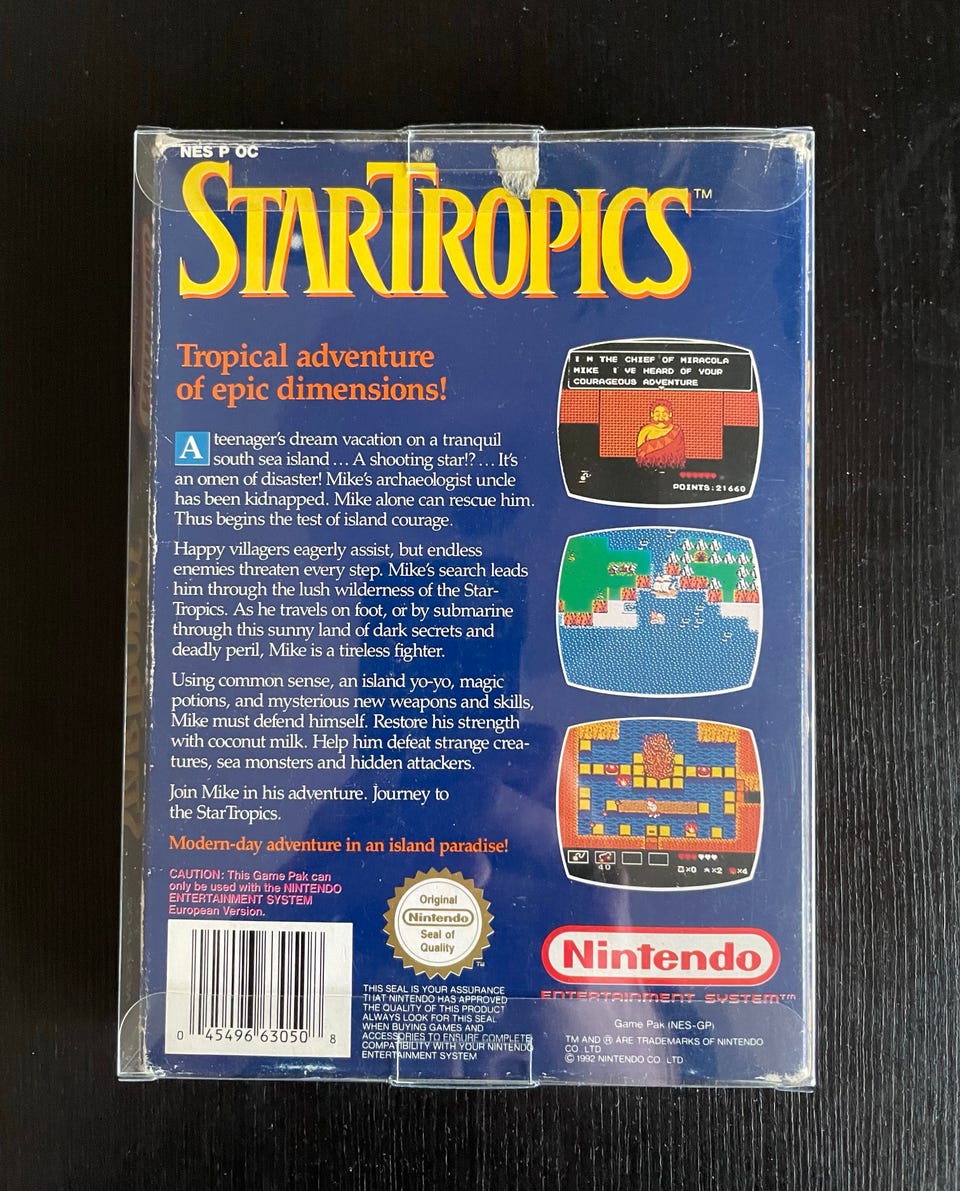 NES P OC
STARTROPICS™
Tropical adventure
of epic dimensions!
A teenager's dream vacation on a tranquil
south sea island ... A shooting star!? ... It's
an omen of disaster! Mike's archaeologist uncle
has been kidnapped. Mike alone can rescue him.
Thus begins the test of island courage.
Happy villagers eagerly assist, but endless
enemies threaten every step. Mike's search leads
him through the lush wilderness of the Star-
Tropics. As he travels on foot, or by submarine
through this sunny land of dark secrets and
deadly peril, Mike is a tireless fighter.
Using common sense, an island yo-yo, magic
potions, and mysterious new weapons and skills,
Mike must defend himself. Restore his strength
with coconut milk. Help him defeat strange crea-
tures, sea monsters and hidden attackers.
Join Mike in his adventure. Journey to
the StarTropics.
Modern-day adventure in an island paradise!
I M THE CHIEF OF MIRACOLA
MIKE I VE HEARD OF YOUR
COURAGEOUS ADVENTURE
POINTS:21660
40
×0 ×2 ×4
CAUTION: This Game Pak can
only be used with the NINTENDO
ENTERTAINMENT SYSTEM
European Version.
0 45496 63050 8
Original
Nintendo
Seal of
Quality
™
THIS SEAL IS YOUR ASSURANCE
THAT NINTENDO HAS APPROVED
THE QUALITY OF THIS PRODUCT
ALWAYS LOOK FOR THIS SEAL
WHEN BUYING GAMES AND
ACCESSORIES TO ENSURE COMPLETE
COMPATIBILITY WITH YOUR NINTENDO
ENTERTAINMENT SYSTEM
Nintendo
ENTERTAINMENT SYSTEM™
Game Pak (NES-GP)
TM AND ® ARE TRADEMARKS OF NINTENDO
CO LTD
© 1992 NINTENDO CO LTD